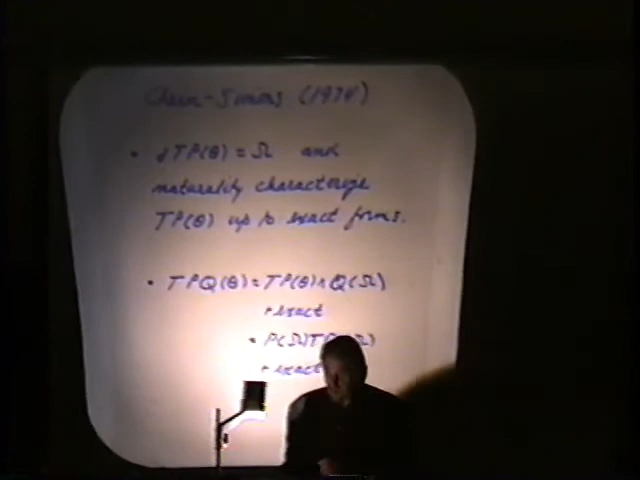 Chern-Simons (1974)
• dTP(θ) = Ω and
naturality characterize
TP(θ) up to exact forms.
• TPQ(θ) = TP(θ) ∧ Q(Ω)
+ exact
= P(Ω)
+ exact